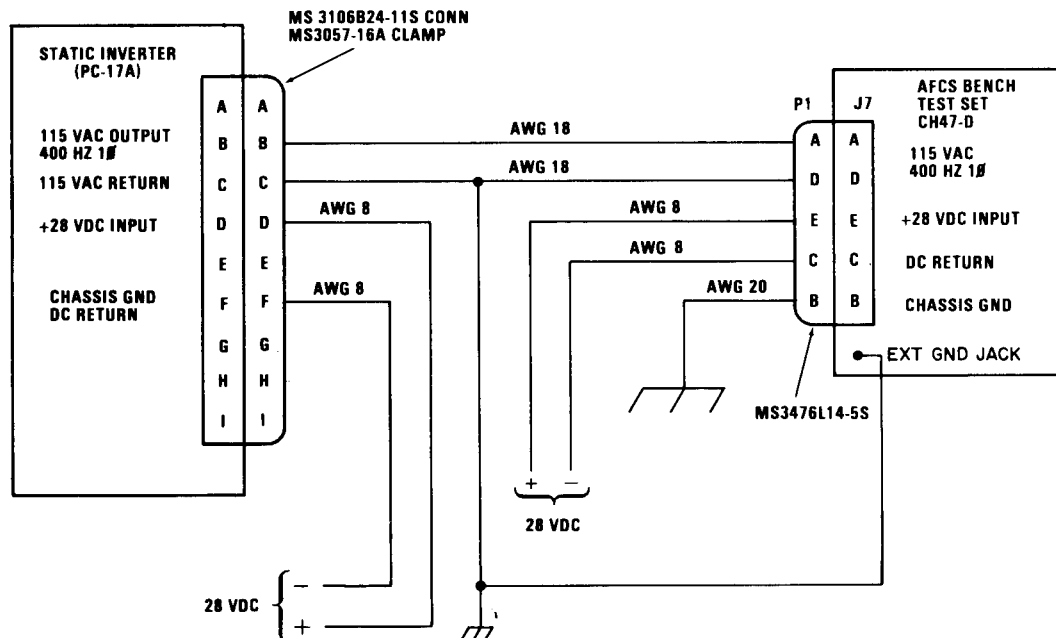 MS 3106B24-11S CONN
MS3057-16A CLAMP
STATIC INVERTER
(PC-17A)
115 VAC OUTPUT
400 HZ 1Ø
115 VAC RETURN
+28 VDC INPUT
CHASSIS GND
DC RETURN
A A
B B
C C
D D
E E
F F
G G
H H
I I
AWG 18
AWG 18
AWG 8
AWG 8
28 VDC
−
+
AWG 8
AWG 8
AWG 20
+ −
28 VDC
P1 J7
A A
D D
E E
C C
B B
AFCS BENCH
TEST SET
CH47-D
115 VAC
400 HZ 1Ø
+28 VDC INPUT
DC RETURN
CHASSIS GND
EXT GND JACK
MS3476L14-5S